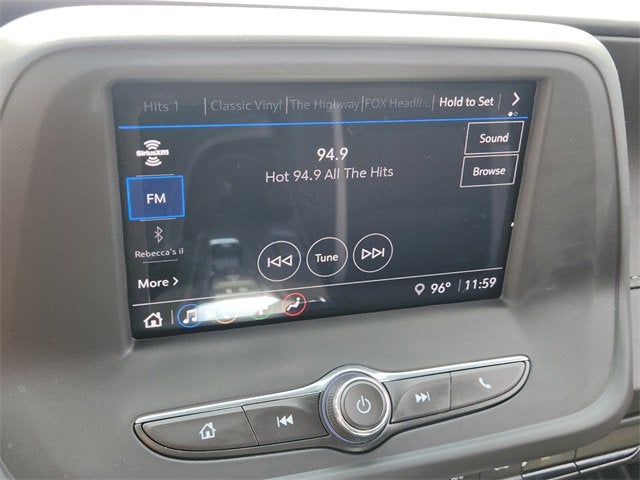 Hits 1 Classic Vinyl The Highway FOX Headli... Hold to Set
SiriusXM
94.9
Hot 94.9 All The Hits
Sound
Browse
FM
Rebecca's iP
Tune
More
96° 11:59